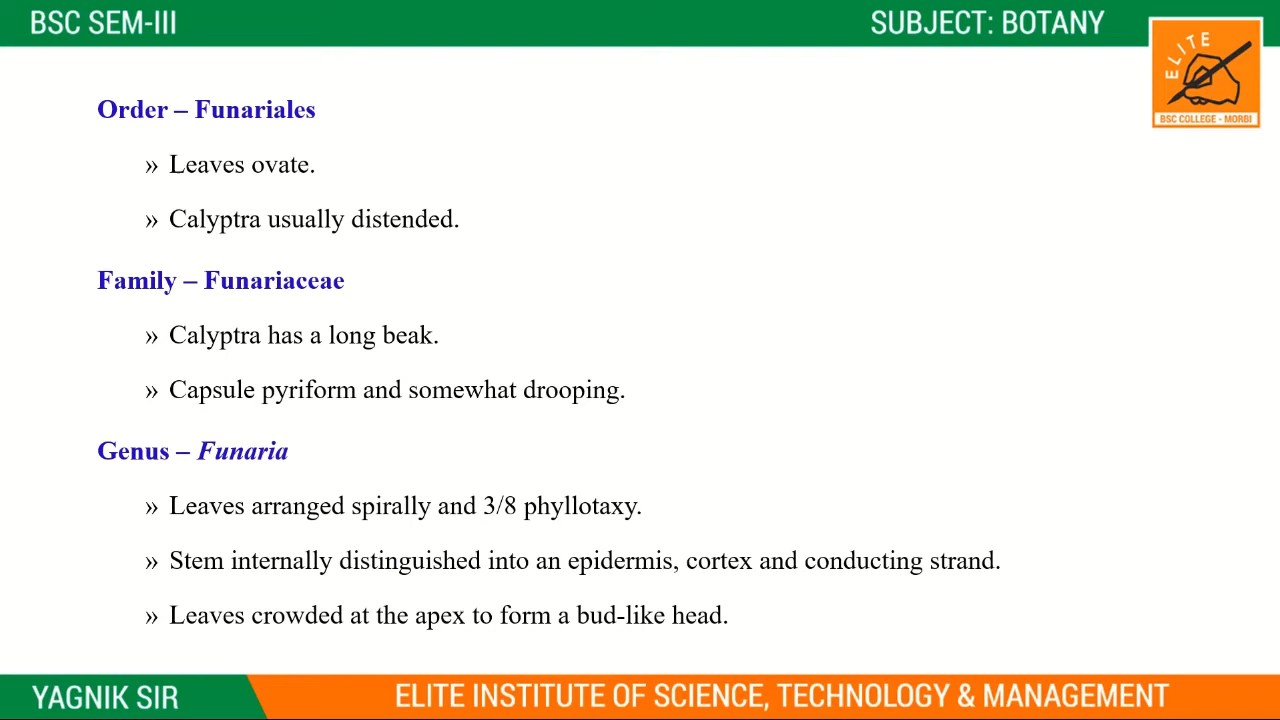 BSC SEM-III
SUBJECT: BOTANY
ELITE
BSC COLLEGE - MORBI
Order – Funariales
» Leaves ovate.
» Calyptra usually distended.
Family – Funariaceae
» Calyptra has a long beak.
» Capsule pyriform and somewhat drooping.
Genus – Funaria
» Leaves arranged spirally and 3/8 phyllotaxy.
» Stem internally distinguished into an epidermis, cortex and conducting strand.
» Leaves crowded at the apex to form a bud-like head.
YAGNIK SIR
ELITE INSTITUTE OF SCIENCE, TECHNOLOGY & MANAGEMENT